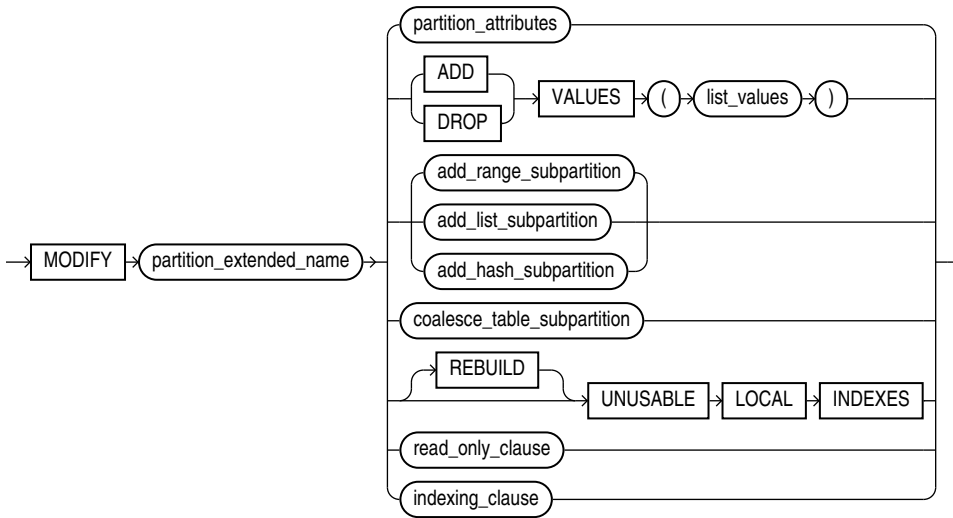 partition_attributes
ADD
DROP
VALUES ( list_values )
add_range_subpartition
add_list_subpartition
add_hash_subpartition
MODIFY partition_extended_name
coalesce_table_subpartition
REBUILD
UNUSABLE LOCAL INDEXES
read_only_clause
indexing_clause